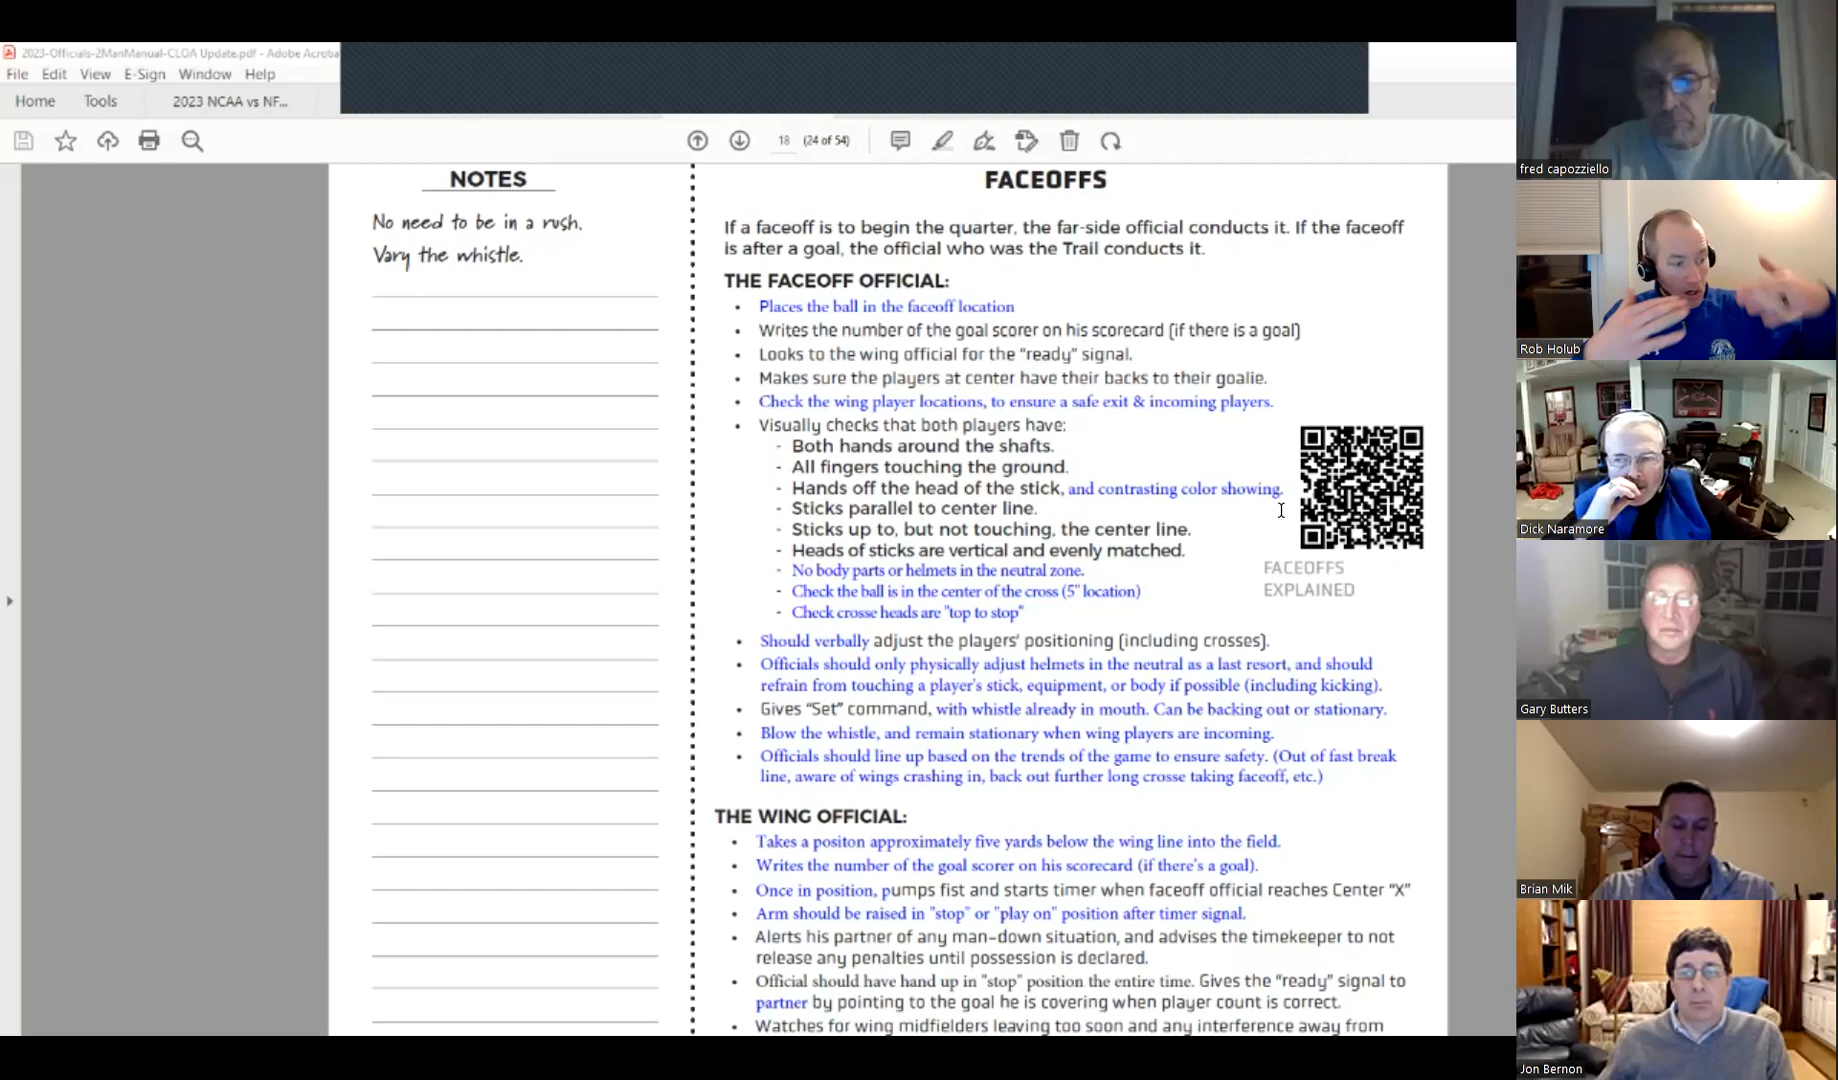 2023-Officials-2ManManual-CLOA Update.pdf - Adobe Acroba
File Edit View E-Sign Window Help
Home Tools 2023 NCAA vs NF...
18 (24 of 54)
NOTES
No need to be in a rush.
Vary the whistle.
FACEOFFS
If a faceoff is to begin the quarter, the far-side official conducts it. If the faceoff
is after a goal, the official who was the Trail conducts it.
THE FACEOFF OFFICIAL:
• Places the ball in the faceoff location
• Writes the number of the goal scorer on his scorecard (if there is a goal)
• Looks to the wing official for the “ready” signal.
• Makes sure the players at center have their backs to their goalie.
• Check the wing player locations, to ensure a safe exit & incoming players.
• Visually checks that both players have:
- Both hands around the shafts.
- All fingers touching the ground.
- Hands off the head of the stick, and contrasting color showing.
- Sticks parallel to center line.
- Sticks up to, but not touching, the center line.
- Heads of sticks are vertical and evenly matched.
- No body parts or helmets in the neutral zone.
- Check the ball is in the center of the cross (5" location)
- Check crosse heads are "top to stop"
FACEOFFS
EXPLAINED
• Should verbally adjust the players’ positioning (including crosses).
• Officials should only physically adjust helmets in the neutral as a last resort, and should
refrain from touching a player's stick, equipment, or body if possible (including kicking).
• Gives “Set” command, with whistle already in mouth. Can be backing out or stationary.
• Blow the whistle, and remain stationary when wing players are incoming.
• Officials should line up based on the trends of the game to ensure safety. (Out of fast break
line, aware of wings crashing in, back out further long crosse taking faceoff, etc.)
THE WING OFFICIAL:
• Takes a positon approximately five yards below the wing line into the field.
• Writes the number of the goal scorer on his scorecard (if there's a goal).
• Once in position, pumps fist and starts timer when faceoff official reaches Center “X”
• Arm should be raised in "stop" or "play on" position after timer signal.
• Alerts his partner of any man-down situation, and advises the timekeeper to not
release any penalties until possession is declared.
• Official should have hand up in "stop" position the entire time. Gives the “ready” signal to
partner by pointing to the goal he is covering when player count is correct.
• Watches for wing midfielders leaving too soon and any interference away from
fred capozziello
Rob Holub
Dick Naramore
Gary Butters
Brian Mik
Jon Bernon